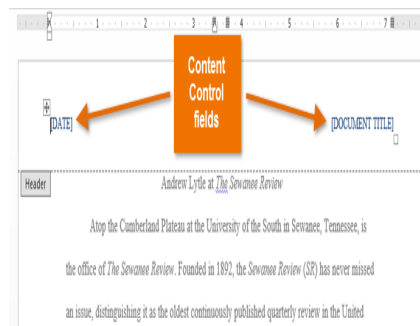 1 2 3 4 5 6 7
Content
Control
fields
[DATE] [DOCUMENT TITLE]
Header
Andrew Lytle at The Sewanee Review
Atop the Cumberland Plateau at the University of the South in Sewanee, Tennessee, is
the office of The Sewanee Review. Founded in 1892, the Sewanee Review (SR) has never missed
an issue, distinguishing it as the oldest continuously published quarterly review in the United